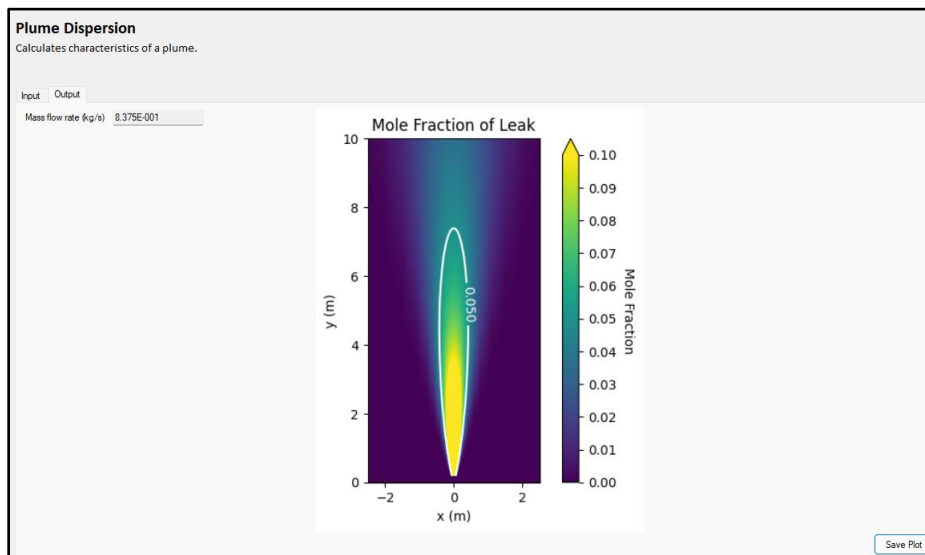 Plume Dispersion
Calculates characteristics of a plume.
Input Output
Mass flow rate (kg/s) 8.375E-001
Mole Fraction of Leak
10
8
6
4
2
0
y (m)
−2 0 2
x (m)
0.050
0.10
0.09
0.08
0.07
0.06
0.05
0.04
0.03
0.02
0.01
0.00
Mole Fraction
Save Plot